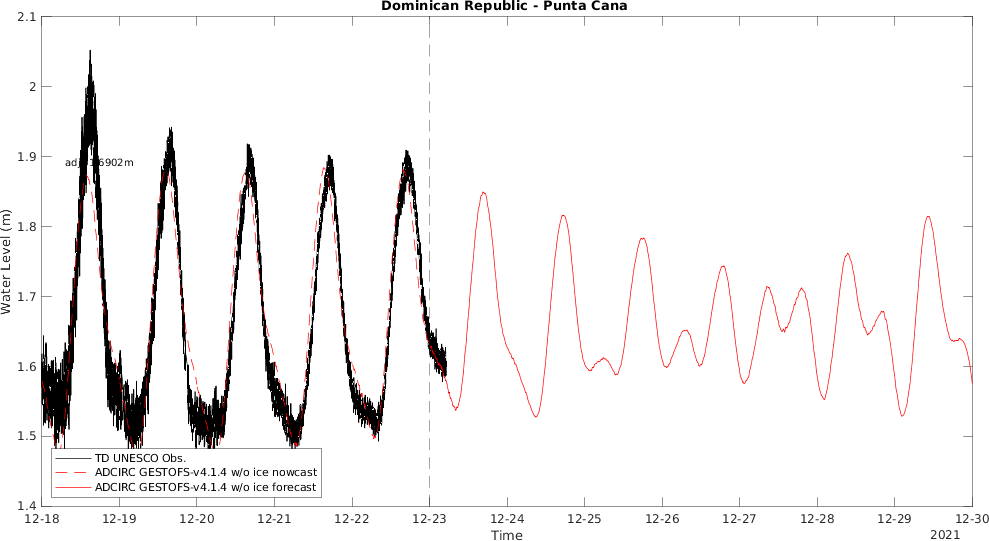 Dominican Republic - Punta Cana
2.1
2
1.9
1.8
1.7
1.6
1.5
1.4
Water Level (m)
6902m
TD UNESCO Obs.
ADCIRC GESTOFS-v4.1.4 w/o ice nowcast
ADCIRC GESTOFS-v4.1.4 w/o ice forecast
12-18 12-19 12-20 12-21 12-22 12-23 12-24 12-25 12-26 12-27 12-28 12-29 12-30
Time
2021